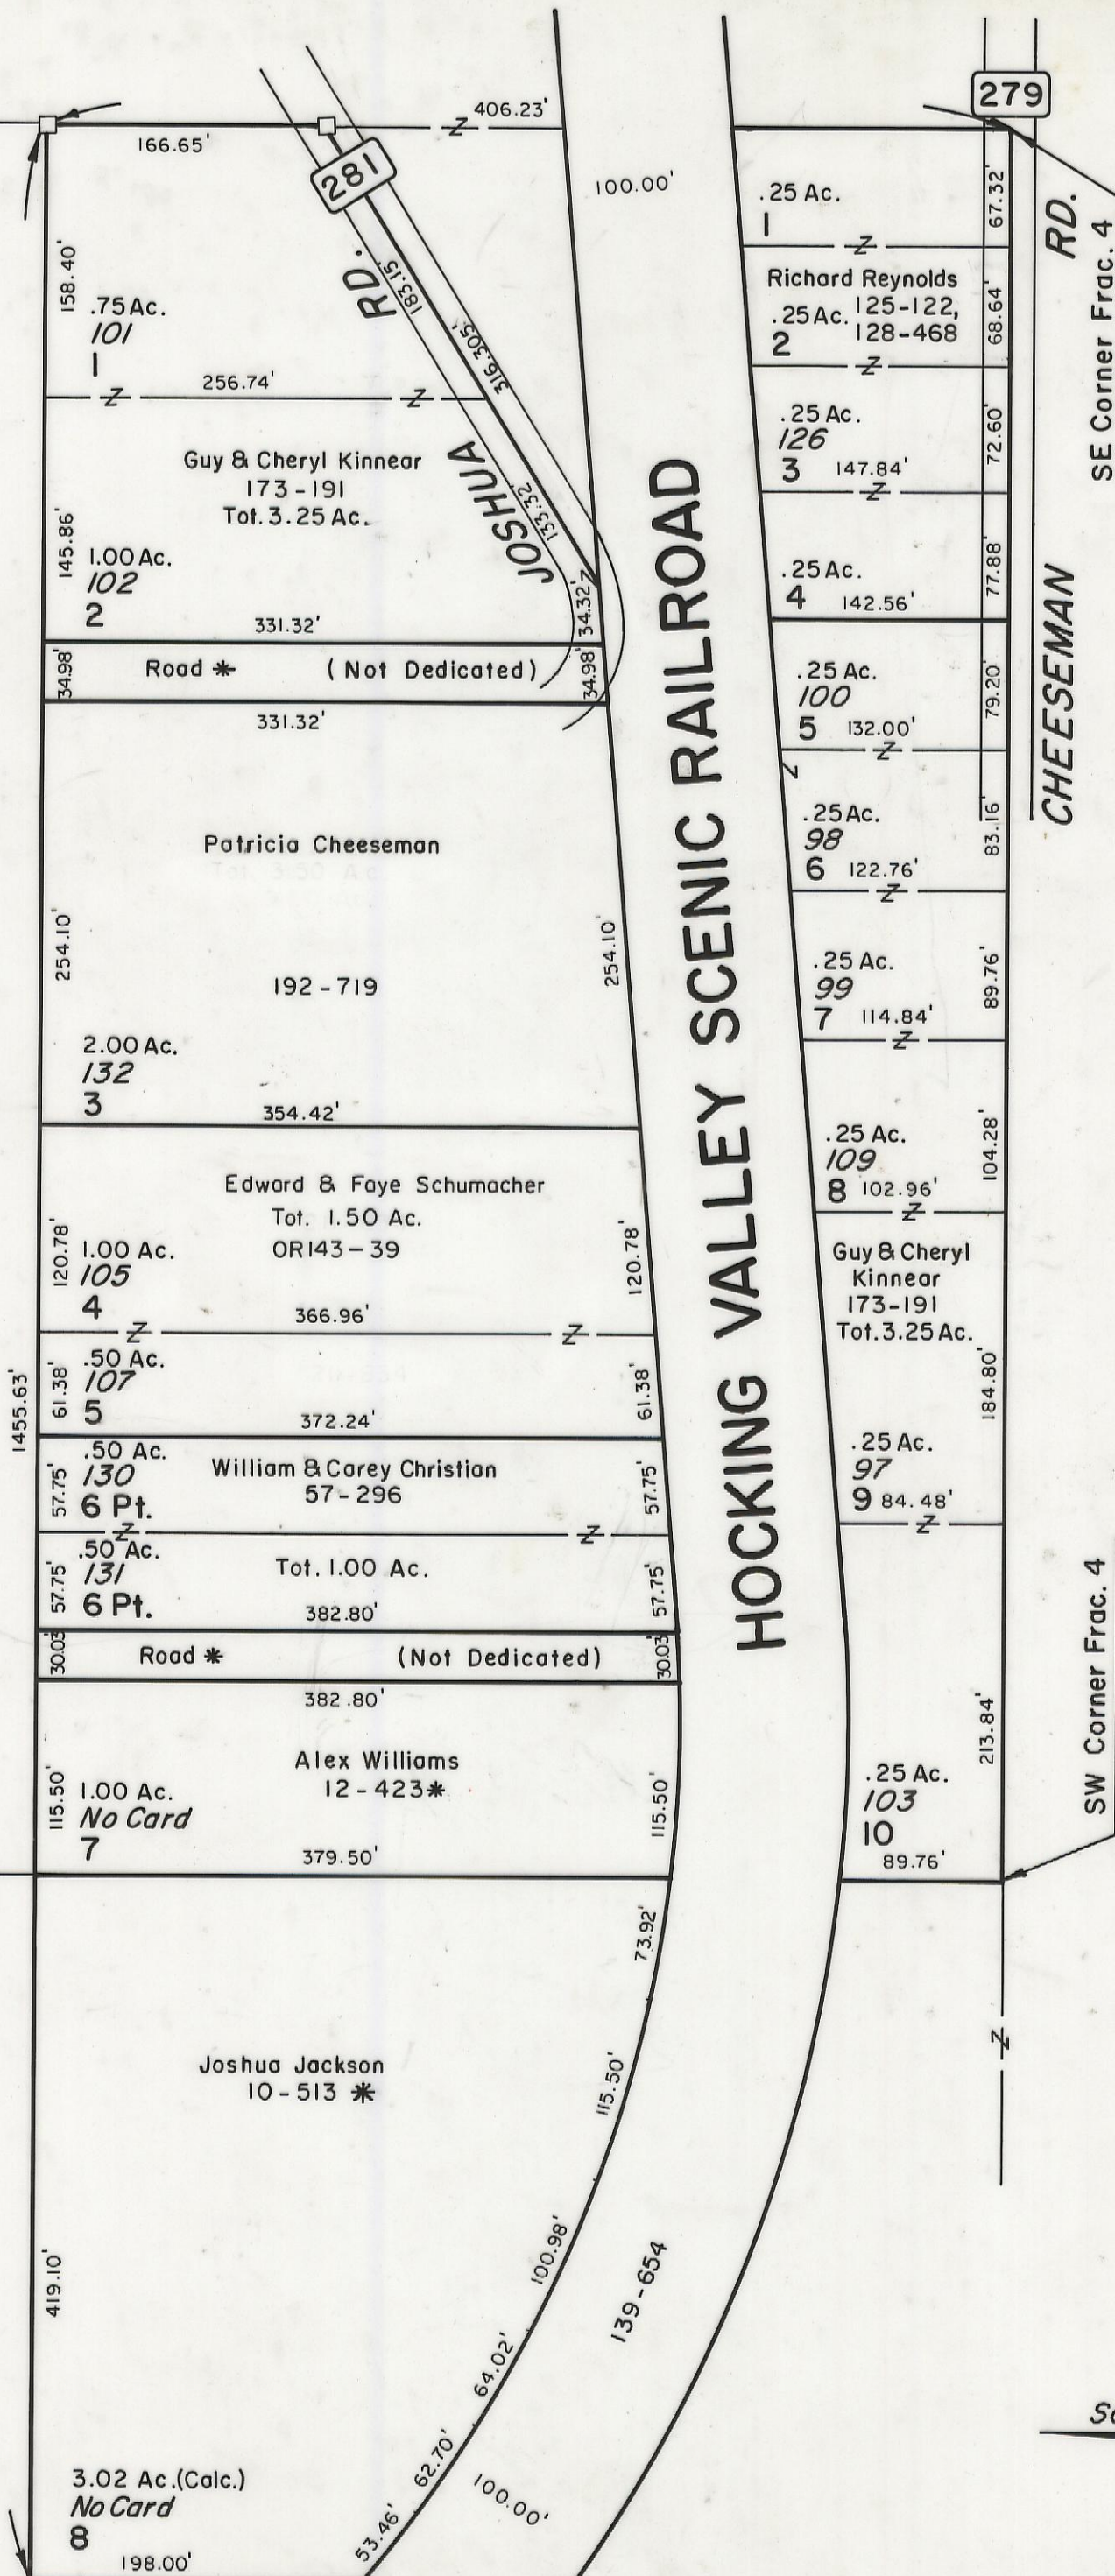 279
406.23'
166.65'
281
100.00'
158.40'
.75 Ac.
101
1
256.74'
RD.
JOSHUA
183.15'
316.305'
133.32'
34.32'
Guy & Cheryl Kinnear
173-191
Tot. 3.25 Ac.
145.86'
1.00 Ac.
102
2
331.32'
34.98'
Road * (Not Dedicated)
34.98'
331.32'
Patricia Cheeseman
254.10'
254.10'
192-719
2.00 Ac.
132
3
354.42'
Edward & Faye Schumacher
Tot. 1.50 Ac.
OR143-39
120.78'
120.78'
1.00 Ac.
105
4
366.96'
1455.63'
.50 Ac.
107
5
61.38'
61.38'
372.24'
.50 Ac.
130
6 Pt.
57.75'
William & Carey Christian
57-296
57.75'
.50 Ac.
131
6 Pt.
57.75'
Tot. 1.00 Ac.
57.75'
382.80'
30.03'
Road * (Not Dedicated)
30.03'
382.80'
Alex Williams
12-423*
115.50'
1.00 Ac.
No Card
7
115.50'
379.50'
Joshua Jackson
10-513 *
419.10'
73.92'
115.50'
100.98'
64.02'
62.70'
53.46'
3.02 Ac.(Calc.)
No Card
8
198.00'
HOCKING VALLEY SCENIC RAILROAD
139-654
100.00'
.25 Ac.
1
67.32'
Richard Reynolds
125-122,
128-468
.25 Ac.
2
68.64'
.25 Ac.
126
3
147.84'
72.60'
.25 Ac.
4
142.56'
77.88'
.25 Ac.
100
5
132.00'
79.20'
.25 Ac.
98
6
122.76'
83.16'
.25 Ac.
99
7
114.84'
89.76'
.25 Ac.
109
8
102.96'
104.28'
Guy & Cheryl
Kinnear
173-191
Tot. 3.25 Ac.
184.80'
.25 Ac.
97
9
84.48'
213.84'
.25 Ac.
103
10
89.76'
CHEESEMAN RD.
SE Corner Frac. 4
SW Corner Frac. 4